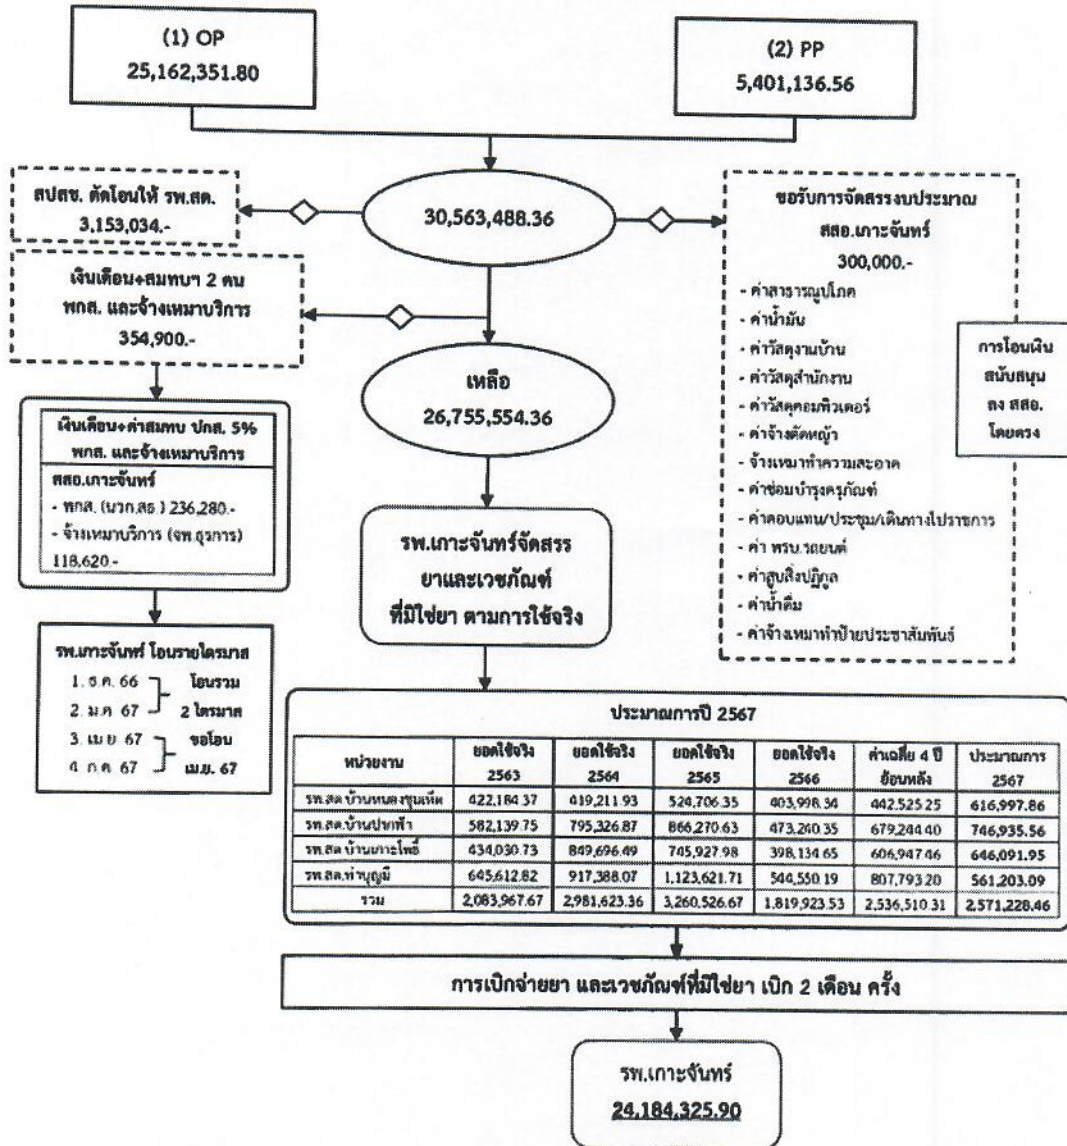 (1) OP
25,162,351.80
(2) PP
5,401,136.56
สปสช. ตัดโอนให้ รพ.สต.
3,153,034.-
30,563,488.36
เงินเดือน+สมทบฯ 2 คน
พกส. และจ้างเหมาบริการ
354,900.-
เหลือ
26,755,554.36
ขอรับการจัดสรรงบประมาณ
สสอ.เกาะจันทร์
300,000.-
- ค่าสาธารณูปโภค
- ค่าน้ำมัน
- ค่าวัสดุงานบ้าน
- ค่าวัสดุสำนักงาน
- ค่าวัสดุคอมพิวเตอร์
- ค่าจ้างตัดหญ้า
- จ้างเหมาทำความสะอาด
- ค่าซ่อมบำรุงครุภัณฑ์
- ค่าตอบแทน/ประชุม/เดินทางไปราชการ
- ค่า พรบ.รถยนต์
- ค่าสูบสิ่งปฏิกูล
- ค่าน้ำดื่ม
- ค่าจ้างเหมาทำป้ายประชาสัมพันธ์
การโอนเงิน
สนับสนุน
ลง สสอ.
โดยตรง
เงินเดือน+ค่าสมทบ ปกส. 5%
พกส. และจ้างเหมาบริการ
สสอ.เกาะจันทร์
- พกส. (นวก.สธ.) 236,280.-
- จ้างเหมาบริการ (จพ.ธุรการ)
118,620.-
รพ.เกาะจันทร์จัดสรร
ยาและเวชภัณฑ์
ที่มิใช่ยา ตามการใช้จริง
รพ.เกาะจันทร์ โอนรายไตรมาส
1. ธ.ค. 66 โอนรวม
2. ม.ค 67 2 ไตรมาส
3. เม.ย 67 ขอโอน
4 ก.ค 67 เม.ย. 67
ประมาณการปี 2567
หน่วยงาน ยอดใช้จริง 2563 ยอดใช้จริง 2564 ยอดใช้จริง 2565 ยอดใช้จริง 2566 ค่าเฉลี่ย 4 ปี ย้อนหลัง ประมาณการ 2567
รพ.สต บ้านหนองชุมเห็ด 422,184.37 419,211.93 524,706.35 403,998.34 442,525.25 616,997.86
รพ.สต.บ้านปรกฟ้า 582,139.75 795,326.87 866,270.63 473,240.35 679,244.40 746,935.56
รพ.สต บ้านเกาะโพธิ์ 434,030.73 849,696.49 745,927.98 398,134.65 606,947.46 646,091.95
รพ.สต.ท่าบุญมี 645,612.82 917,388.07 1,123,621.71 544,550.19 807,793.20 561,203.09
รวม 2,083,967.67 2,981,623.36 3,260,526.67 1,819,923.53 2,536,510.31 2,571,228.46
การเบิกจ่ายยา และเวชภัณฑ์ที่มิใช่ยา เบิก 2 เดือน ครั้ง
รพ.เกาะจันทร์
24,184,325.90